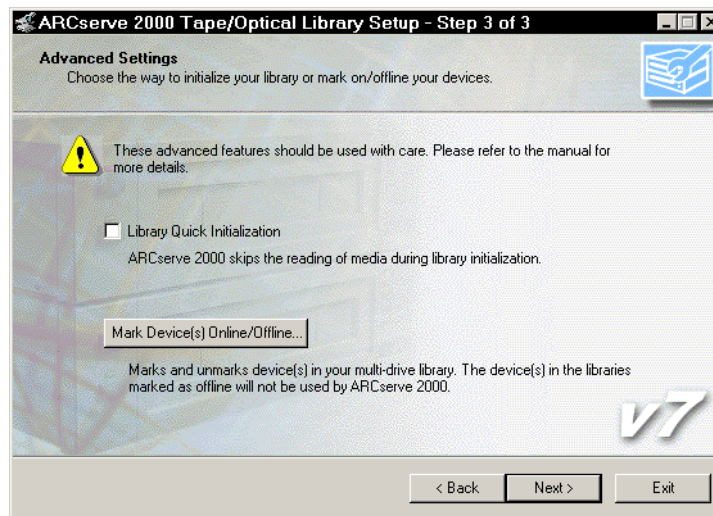 ARCserve 2000 Tape/Optical Library Setup - Step 3 of 3
Advanced Settings
Choose the way to initialize your library or mark on/offline your devices.
These advanced features should be used with care. Please refer to the manual for
more details.
Library Quick Initialization
ARCserve 2000 skips the reading of media during library initialization.
Mark Device(s) Online/Offline...
Marks and unmarks device(s) in your multi-drive library. The device(s) in the libraries
marked as offline will not be used by ARCserve 2000.
v7
< Back Next > Exit